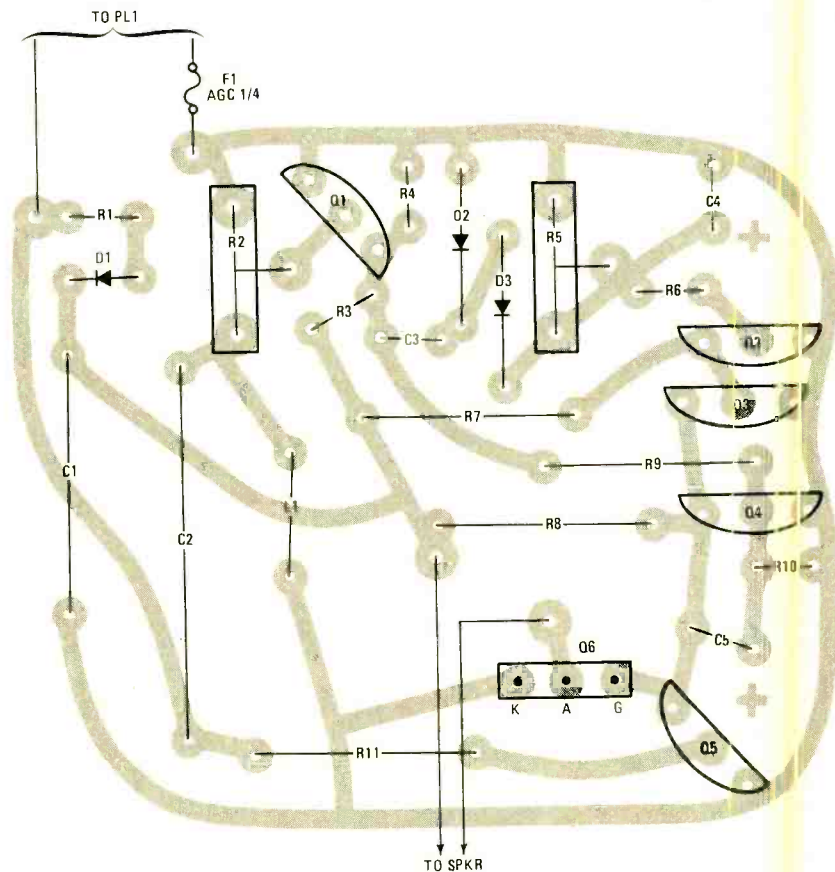 TO PL1
F1
AGC 1/4
R1
R2
Q1
R4
D2
R5
C4
+
D1
D3
R6
R3
C3
Q2
Q3
R7
R9
C1
C2
L1
R8
Q4
R10
C5
Q6
K A G
+
R11
Q5
TO SPKR